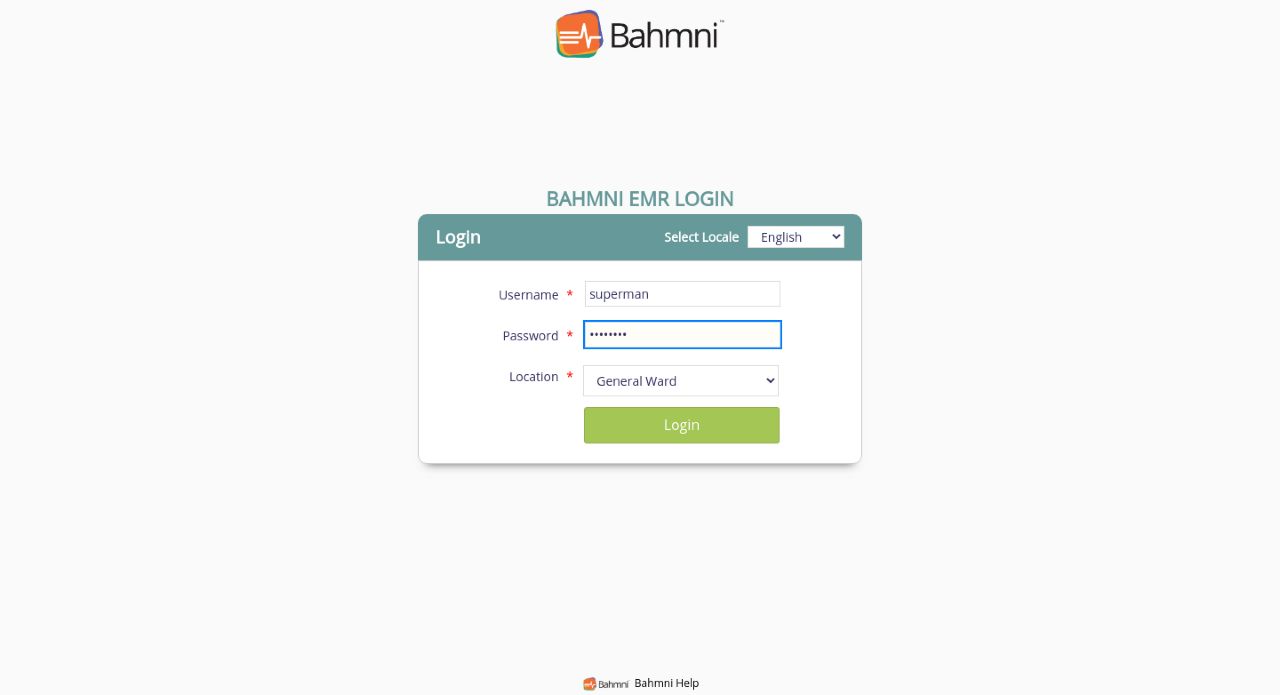 Bahmni™
BAHMNI EMR LOGIN
Login
Select Locale English
Username * superman
Password * ••••••••
Location * General Ward
Login
Bahmni Bahmni Help